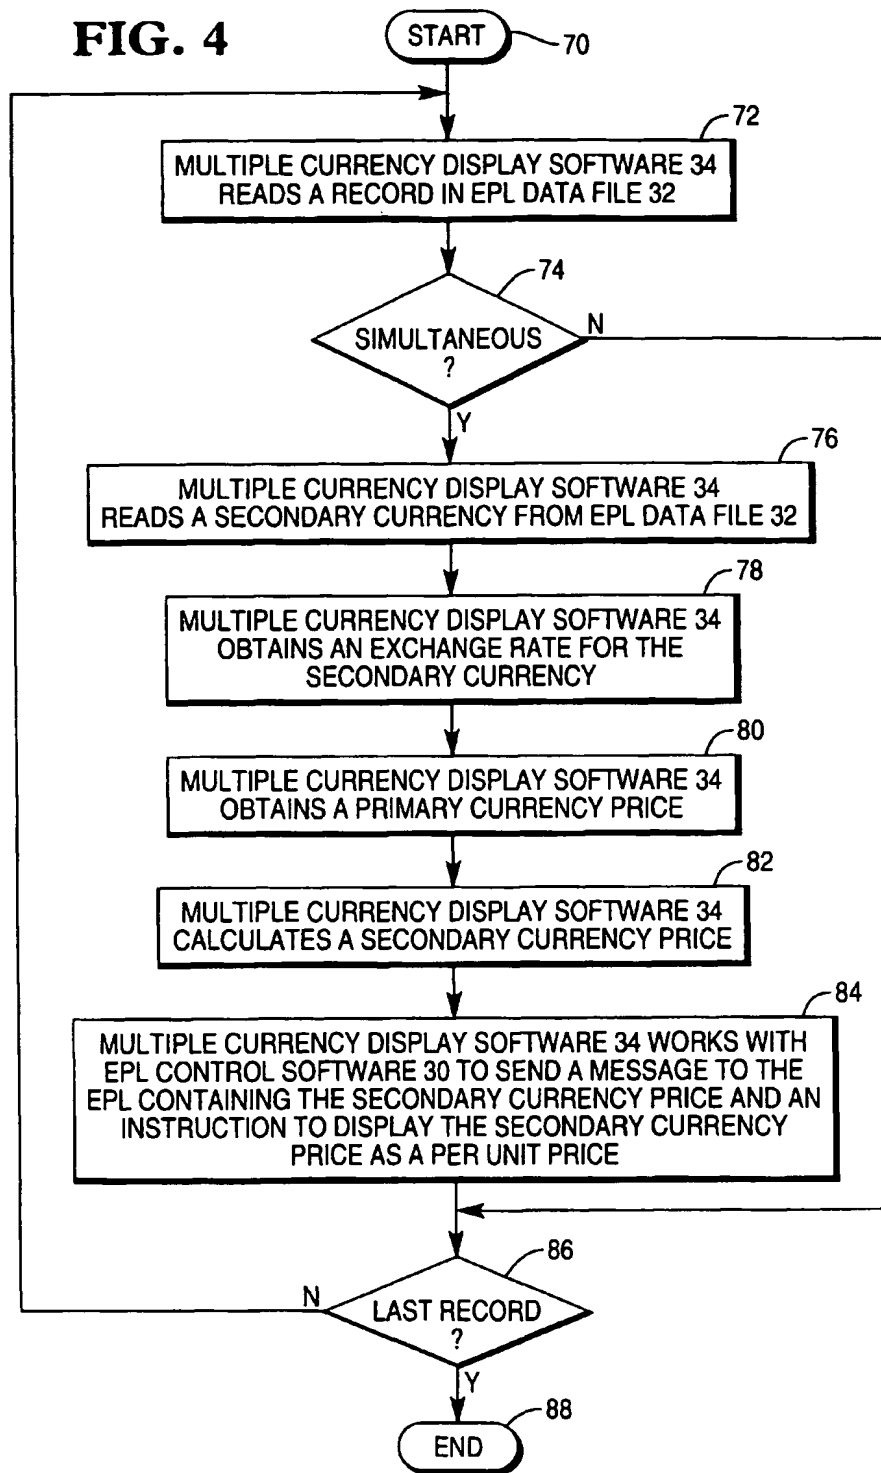 FIG. 4
START
70
72
MULTIPLE CURRENCY DISPLAY SOFTWARE 34
READS A RECORD IN EPL DATA FILE 32
74
SIMULTANEOUS
?
N
Y
76
MULTIPLE CURRENCY DISPLAY SOFTWARE 34
READS A SECONDARY CURRENCY FROM EPL DATA FILE 32
78
MULTIPLE CURRENCY DISPLAY SOFTWARE 34
OBTAINS AN EXCHANGE RATE FOR THE
SECONDARY CURRENCY
80
MULTIPLE CURRENCY DISPLAY SOFTWARE 34
OBTAINS A PRIMARY CURRENCY PRICE
82
MULTIPLE CURRENCY DISPLAY SOFTWARE 34
CALCULATES A SECONDARY CURRENCY PRICE
84
MULTIPLE CURRENCY DISPLAY SOFTWARE 34 WORKS WITH
EPL CONTROL SOFTWARE 30 TO SEND A MESSAGE TO THE
EPL CONTAINING THE SECONDARY CURRENCY PRICE AND AN
INSTRUCTION TO DISPLAY THE SECONDARY CURRENCY
PRICE AS A PER UNIT PRICE
86
N
LAST RECORD
?
Y
88
END